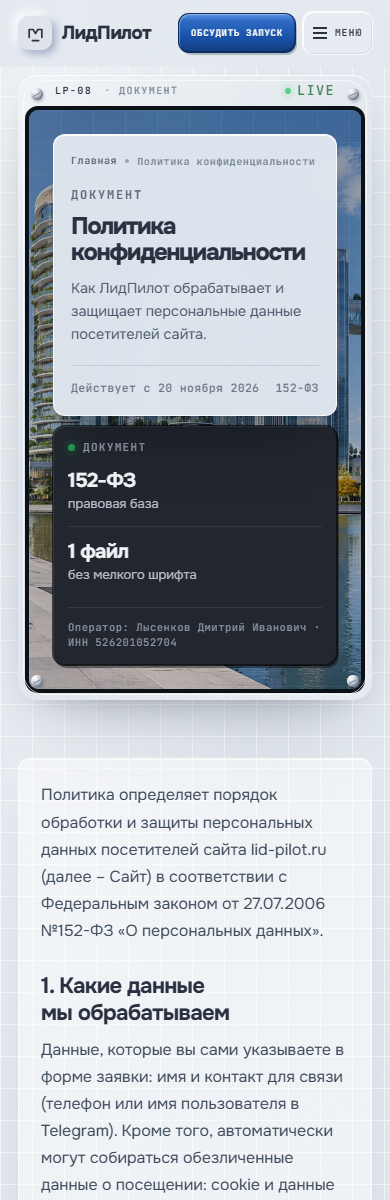 ЛидПилот
ОБСУДИТЬ ЗАПУСК
МЕНЮ
LP-08 · ДОКУМЕНТ
LIVE
Главная • Политика конфиденциальности
ДОКУМЕНТ
Политика
конфиденциальности
Как ЛидПилот обрабатывает и
защищает персональные данные
посетителей сайта.
Действует с 20 ноября 2026 152-ФЗ
ДОКУМЕНТ
152-ФЗ
правовая база
1 файл
без мелкого шрифта
Оператор: Лысенков Дмитрий Иванович ·
ИНН 526201052704
Политика определяет порядок
обработки и защиты персональных
данных посетителей сайта lid-pilot.ru
(далее – Сайт) в соответствии с
Федеральным законом от 27.07.2006
№152-ФЗ «О персональных данных».
1. Какие данные
мы обрабатываем
Данные, которые вы сами указываете в
форме заявки: имя и контакт для связи
(телефон или имя пользователя в
Telegram). Кроме того, автоматически
могут собираться обезличенные
данные о посещении: cookie и данные